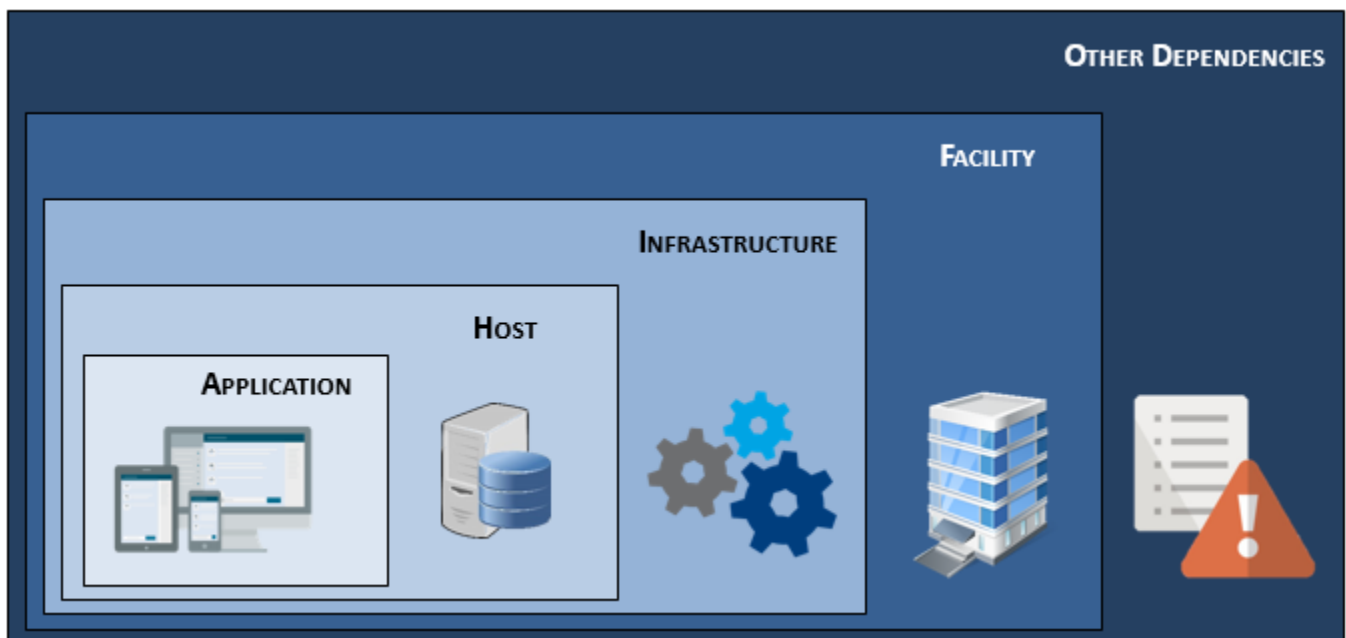 OTHER DEPENDENCIES
FACILITY
INFRASTRUCTURE
HOST
APPLICATION